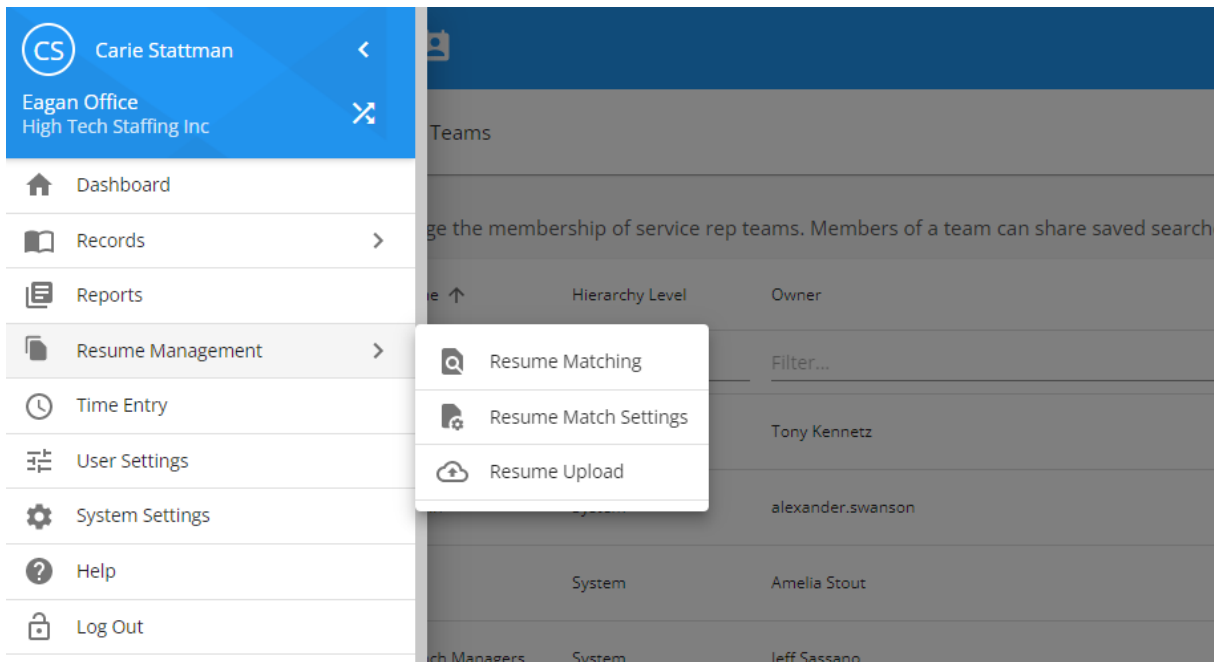 CS
Carie Stattman
Eagan Office
High Tech Staffing Inc
Dashboard
Records
Reports
Resume Management
Time Entry
User Settings
System Settings
Help
Log Out
Resume Matching
Resume Match Settings
Resume Upload
Teams
the membership of service rep teams. Members of a team can share saved
Hierarchy Level
Owner
Filter...
Tony Kennetz
alexander.swanson
System
Amelia Stout
Managers
System
Jeff Sassano